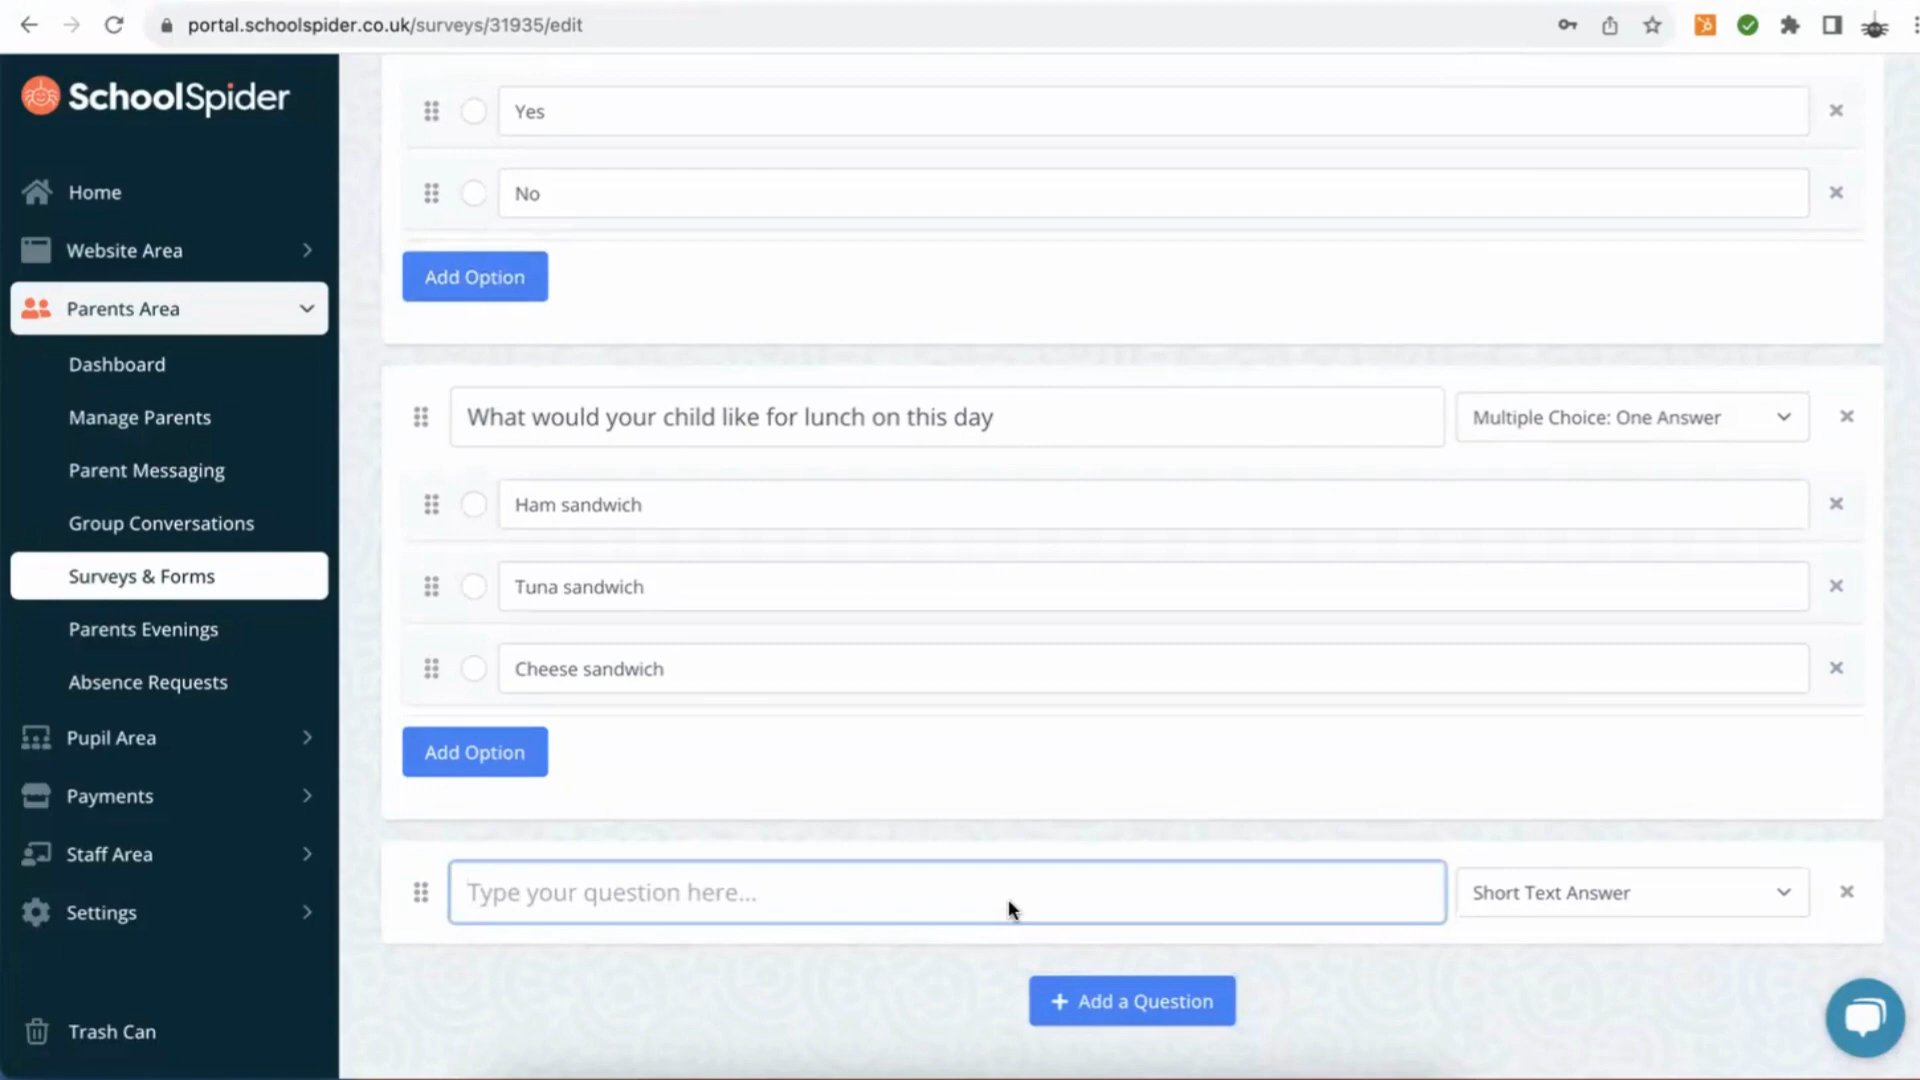 portal.schoolspider.co.uk/surveys/31935/edit
SchoolSpider
Home
Website Area
Parents Area
Dashboard
Manage Parents
Parent Messaging
Group Conversations
Surveys & Forms
Parents Evenings
Absence Requests
Pupil Area
Payments
Staff Area
Settings
Trash Can
Yes
No
Add Option
What would your child like for lunch on this day
Multiple Choice: One Answer
Ham sandwich
Tuna sandwich
Cheese sandwich
Add Option
Type your question here...
Short Text Answer
+ Add a Question